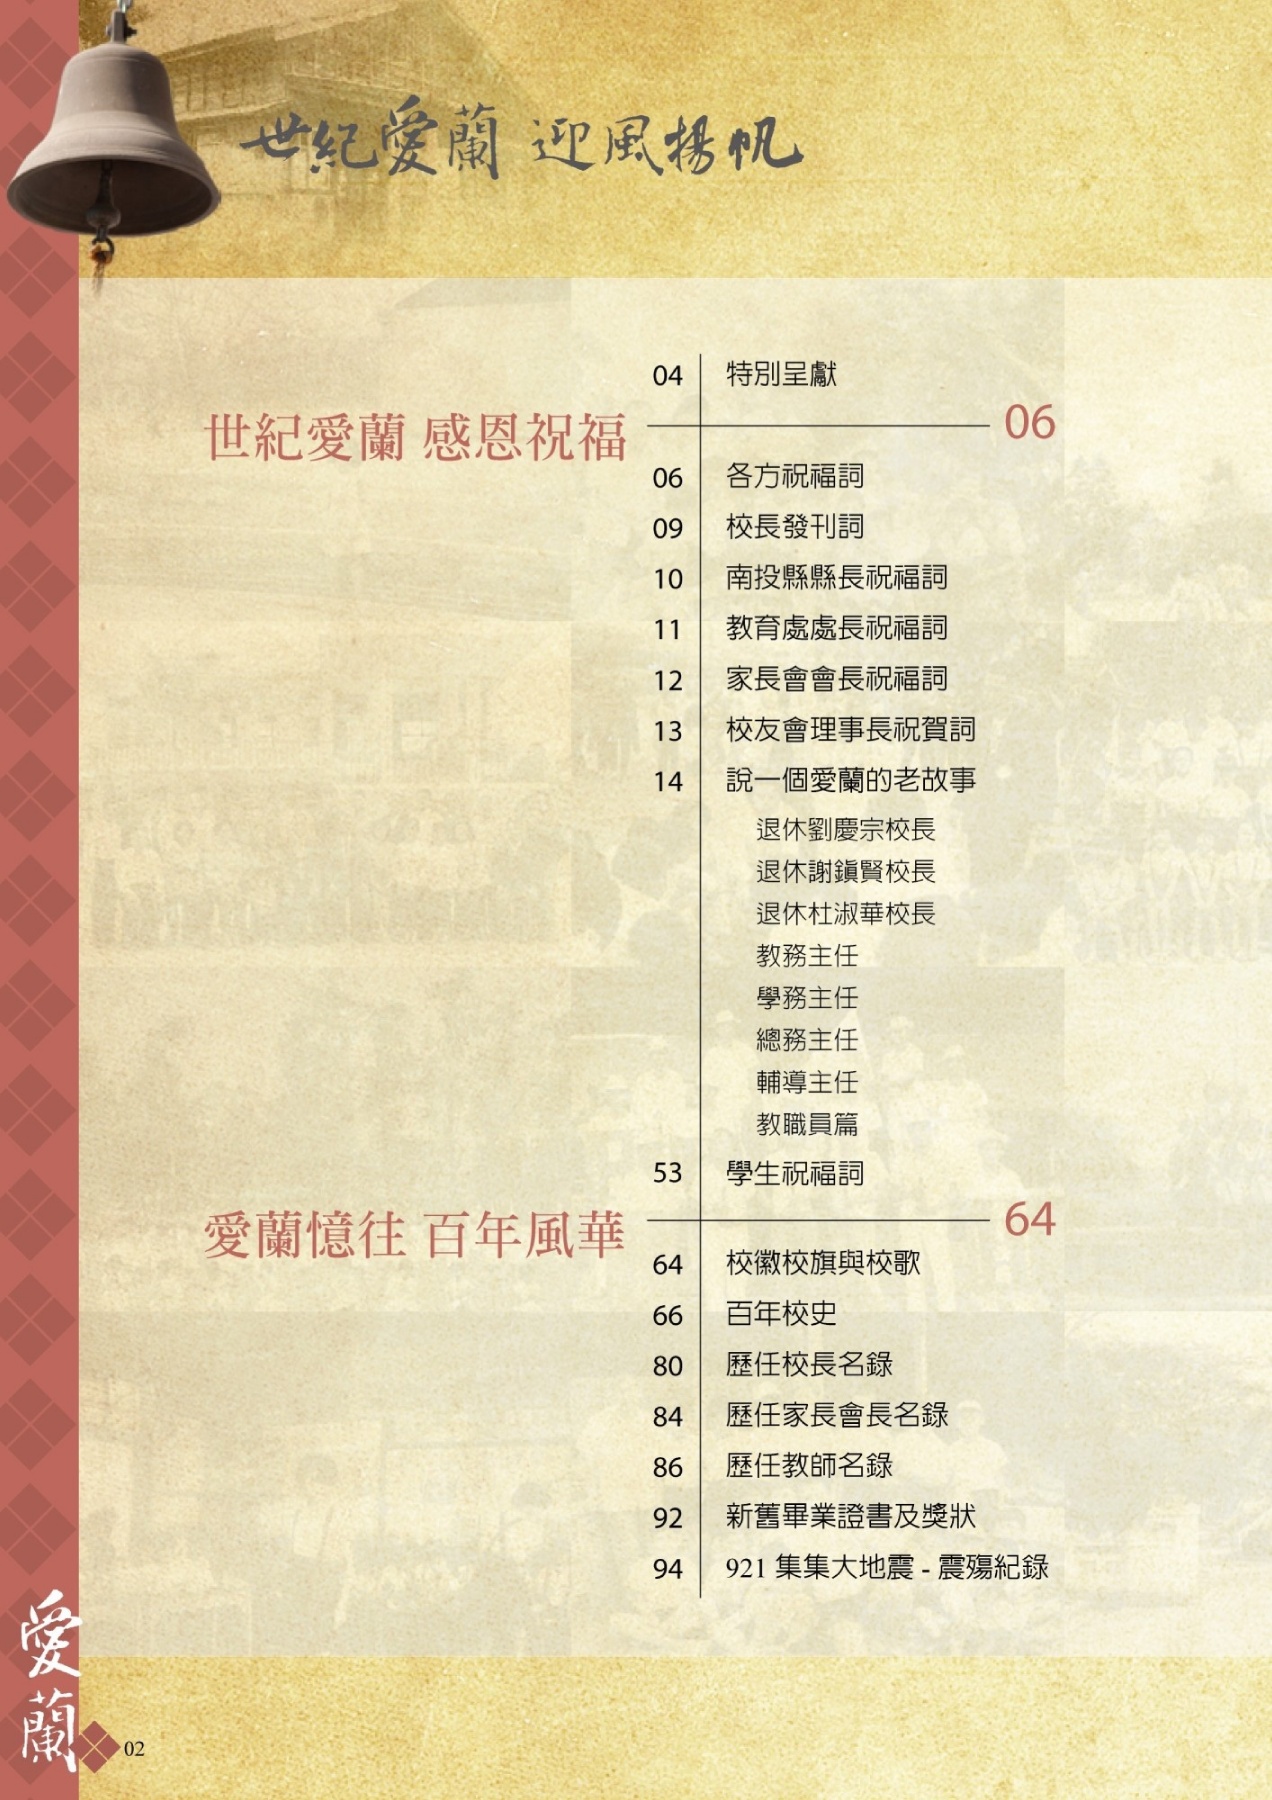 世紀愛蘭 迎風揚帆
04 特別呈獻
世紀愛蘭 感恩祝福 06
06 各方祝福詞
09 校長發刊詞
10 南投縣縣長祝福詞
11 教育處處長祝福詞
12 家長會會長祝福詞
13 校友會理事長祝賀詞
14 說一個愛蘭的老故事
退休劉慶宗校長
退休謝鎮賢校長
退休杜淑華校長
教務主任
學務主任
總務主任
輔導主任
教職員篇
53 學生祝福詞
愛蘭憶往 百年風華 64
64 校徽校旗與校歌
66 百年校史
80 歷任校長名錄
84 歷任家長會長名錄
86 歷任教師名錄
92 新舊畢業證書及獎狀
94 921 集集大地震 - 震殤紀錄
愛蘭
02